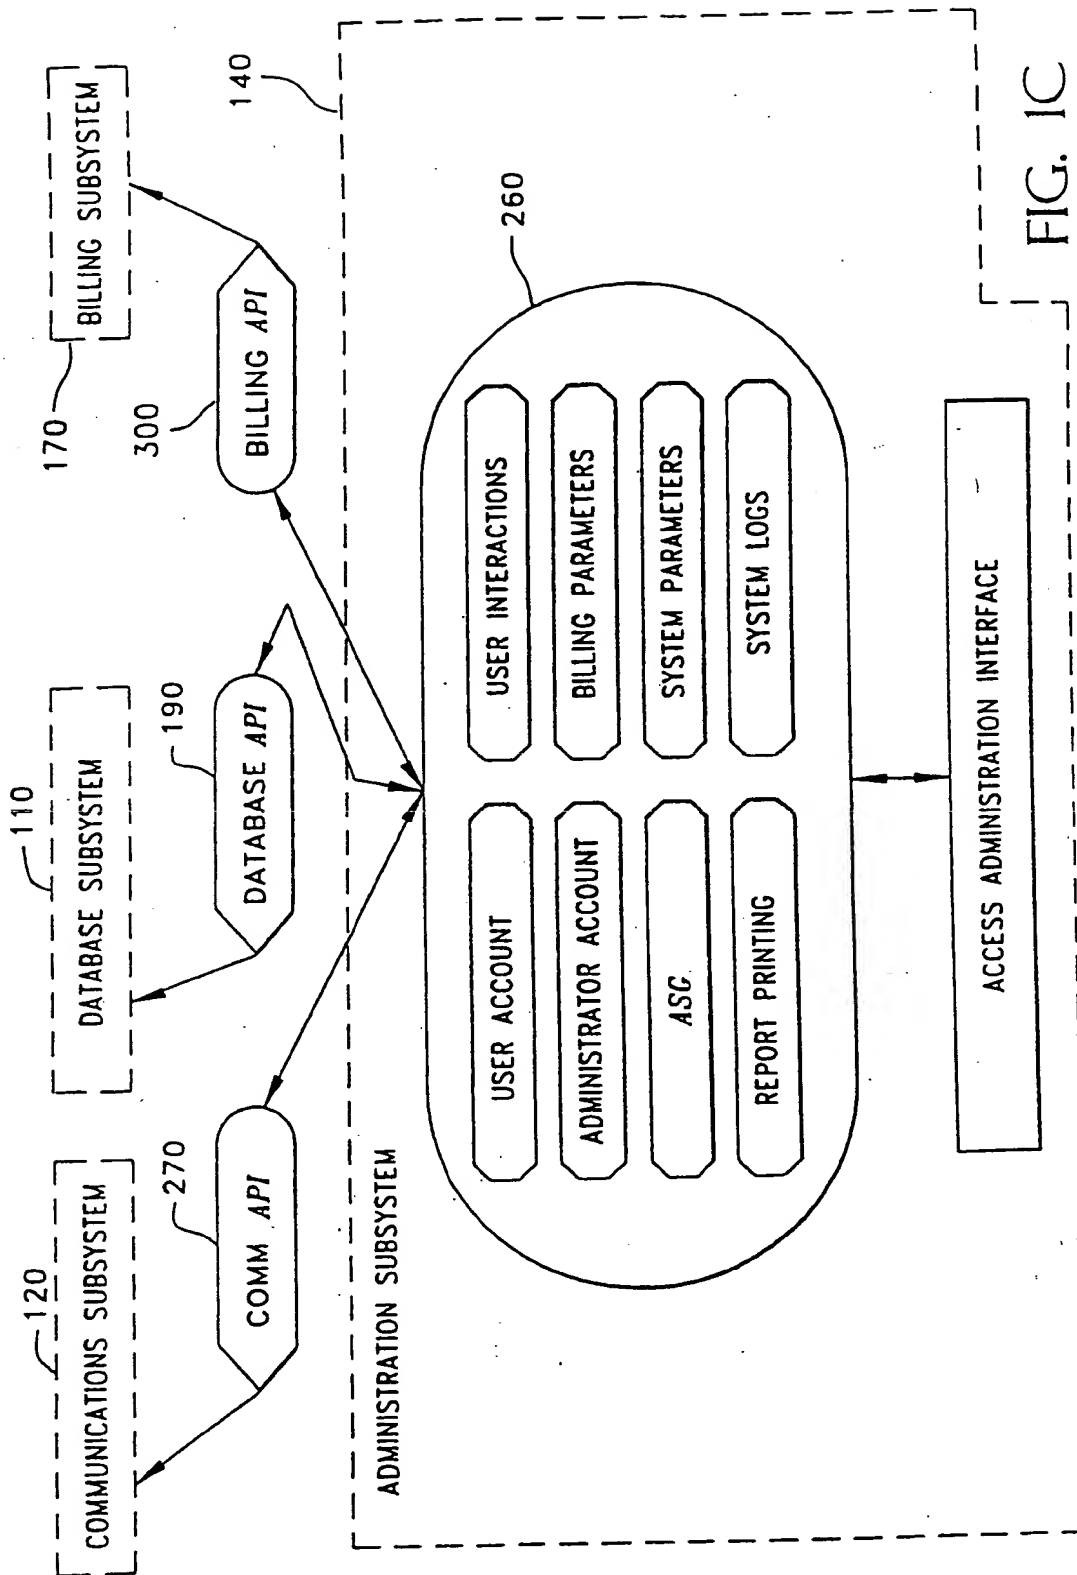 120
COMMUNICATIONS SUBSYSTEM
110
DATABASE SUBSYSTEM
170
BILLING SUBSYSTEM
270
COMM API
190
DATABASE API
300
BILLING API
140
ADMINISTRATION SUBSYSTEM
260
USER ACCOUNT
USER INTERACTIONS
ADMINISTRATOR ACCOUNT
BILLING PARAMETERS
ASG
SYSTEM PARAMETERS
REPORT PRINTING
SYSTEM LOGS
ACCESS ADMINISTRATION INTERFACE
FIG. 1C